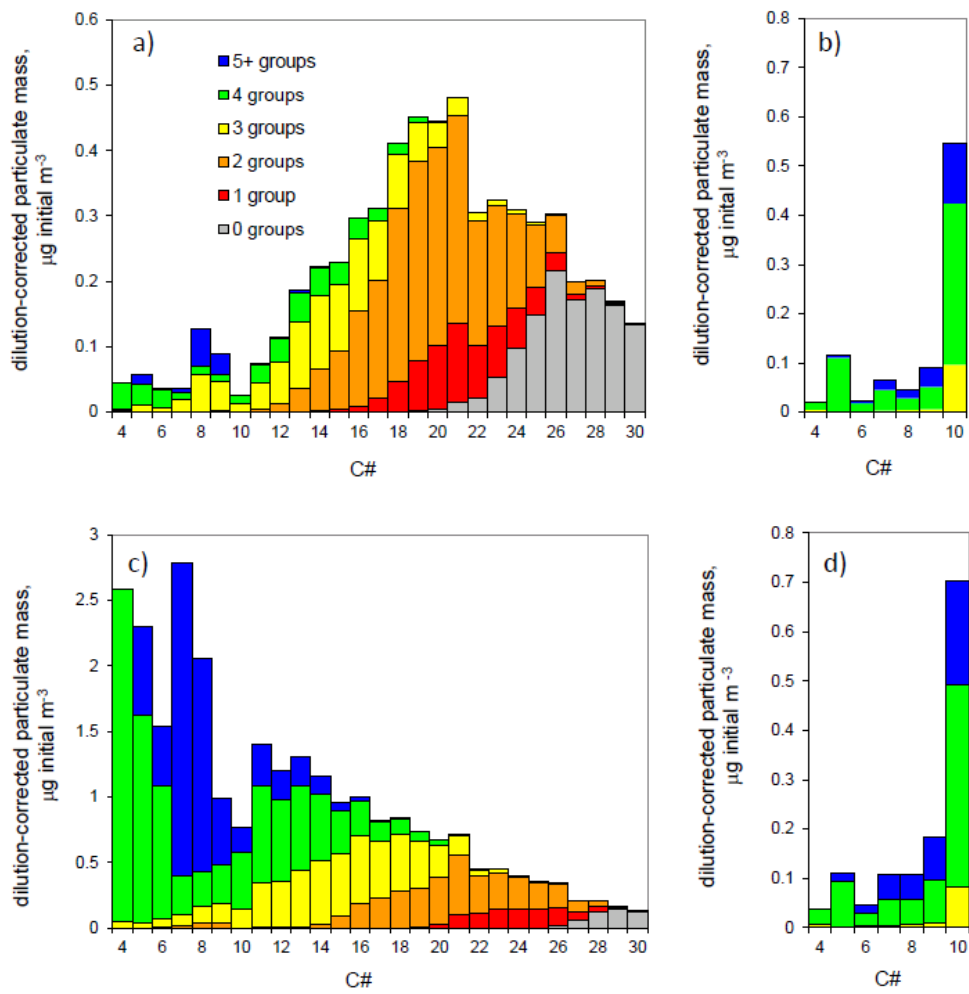 a)
dilution-corrected particulate mass,
µg initial m⁻³
0.6
0.5
0.4
0.3
0.2
0.1
0
5+ groups
4 groups
3 groups
2 groups
1 group
0 groups
4 6 8 10 12 14 16 18 20 22 24 26 28 30
C#
b)
dilution-corrected particulate mass,
µg inital m⁻³
0.8
0.7
0.6
0.5
0.4
0.3
0.2
0.1
0
4 6 8 10
C#
c)
dilution-corrected particulate mass,
µg initial m⁻³
3
2.5
2
1.5
1
0.5
0
4 6 8 10 12 14 16 18 20 22 24 26 28 30
C#
d)
dilution-corrected particulate mass,
µg initial m⁻³
0.8
0.7
0.6
0.5
0.4
0.3
0.2
0.1
0
4 6 8 10
C#